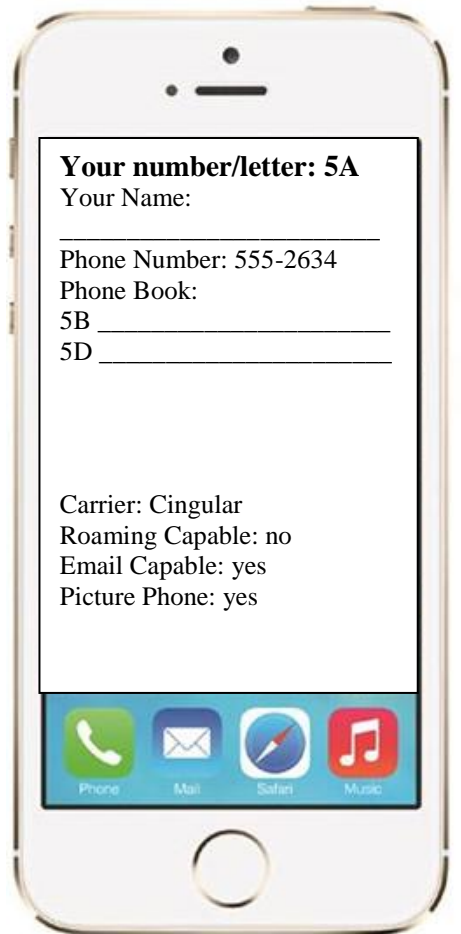 Your number/letter: 5A
Your Name:
__________________________
Phone Number: 555-2634
Phone Book:
5B ______________________
5D ______________________
Carrier: Cingular
Roaming Capable: no
Email Capable: yes
Picture Phone: yes
Phone Mail Safari Music